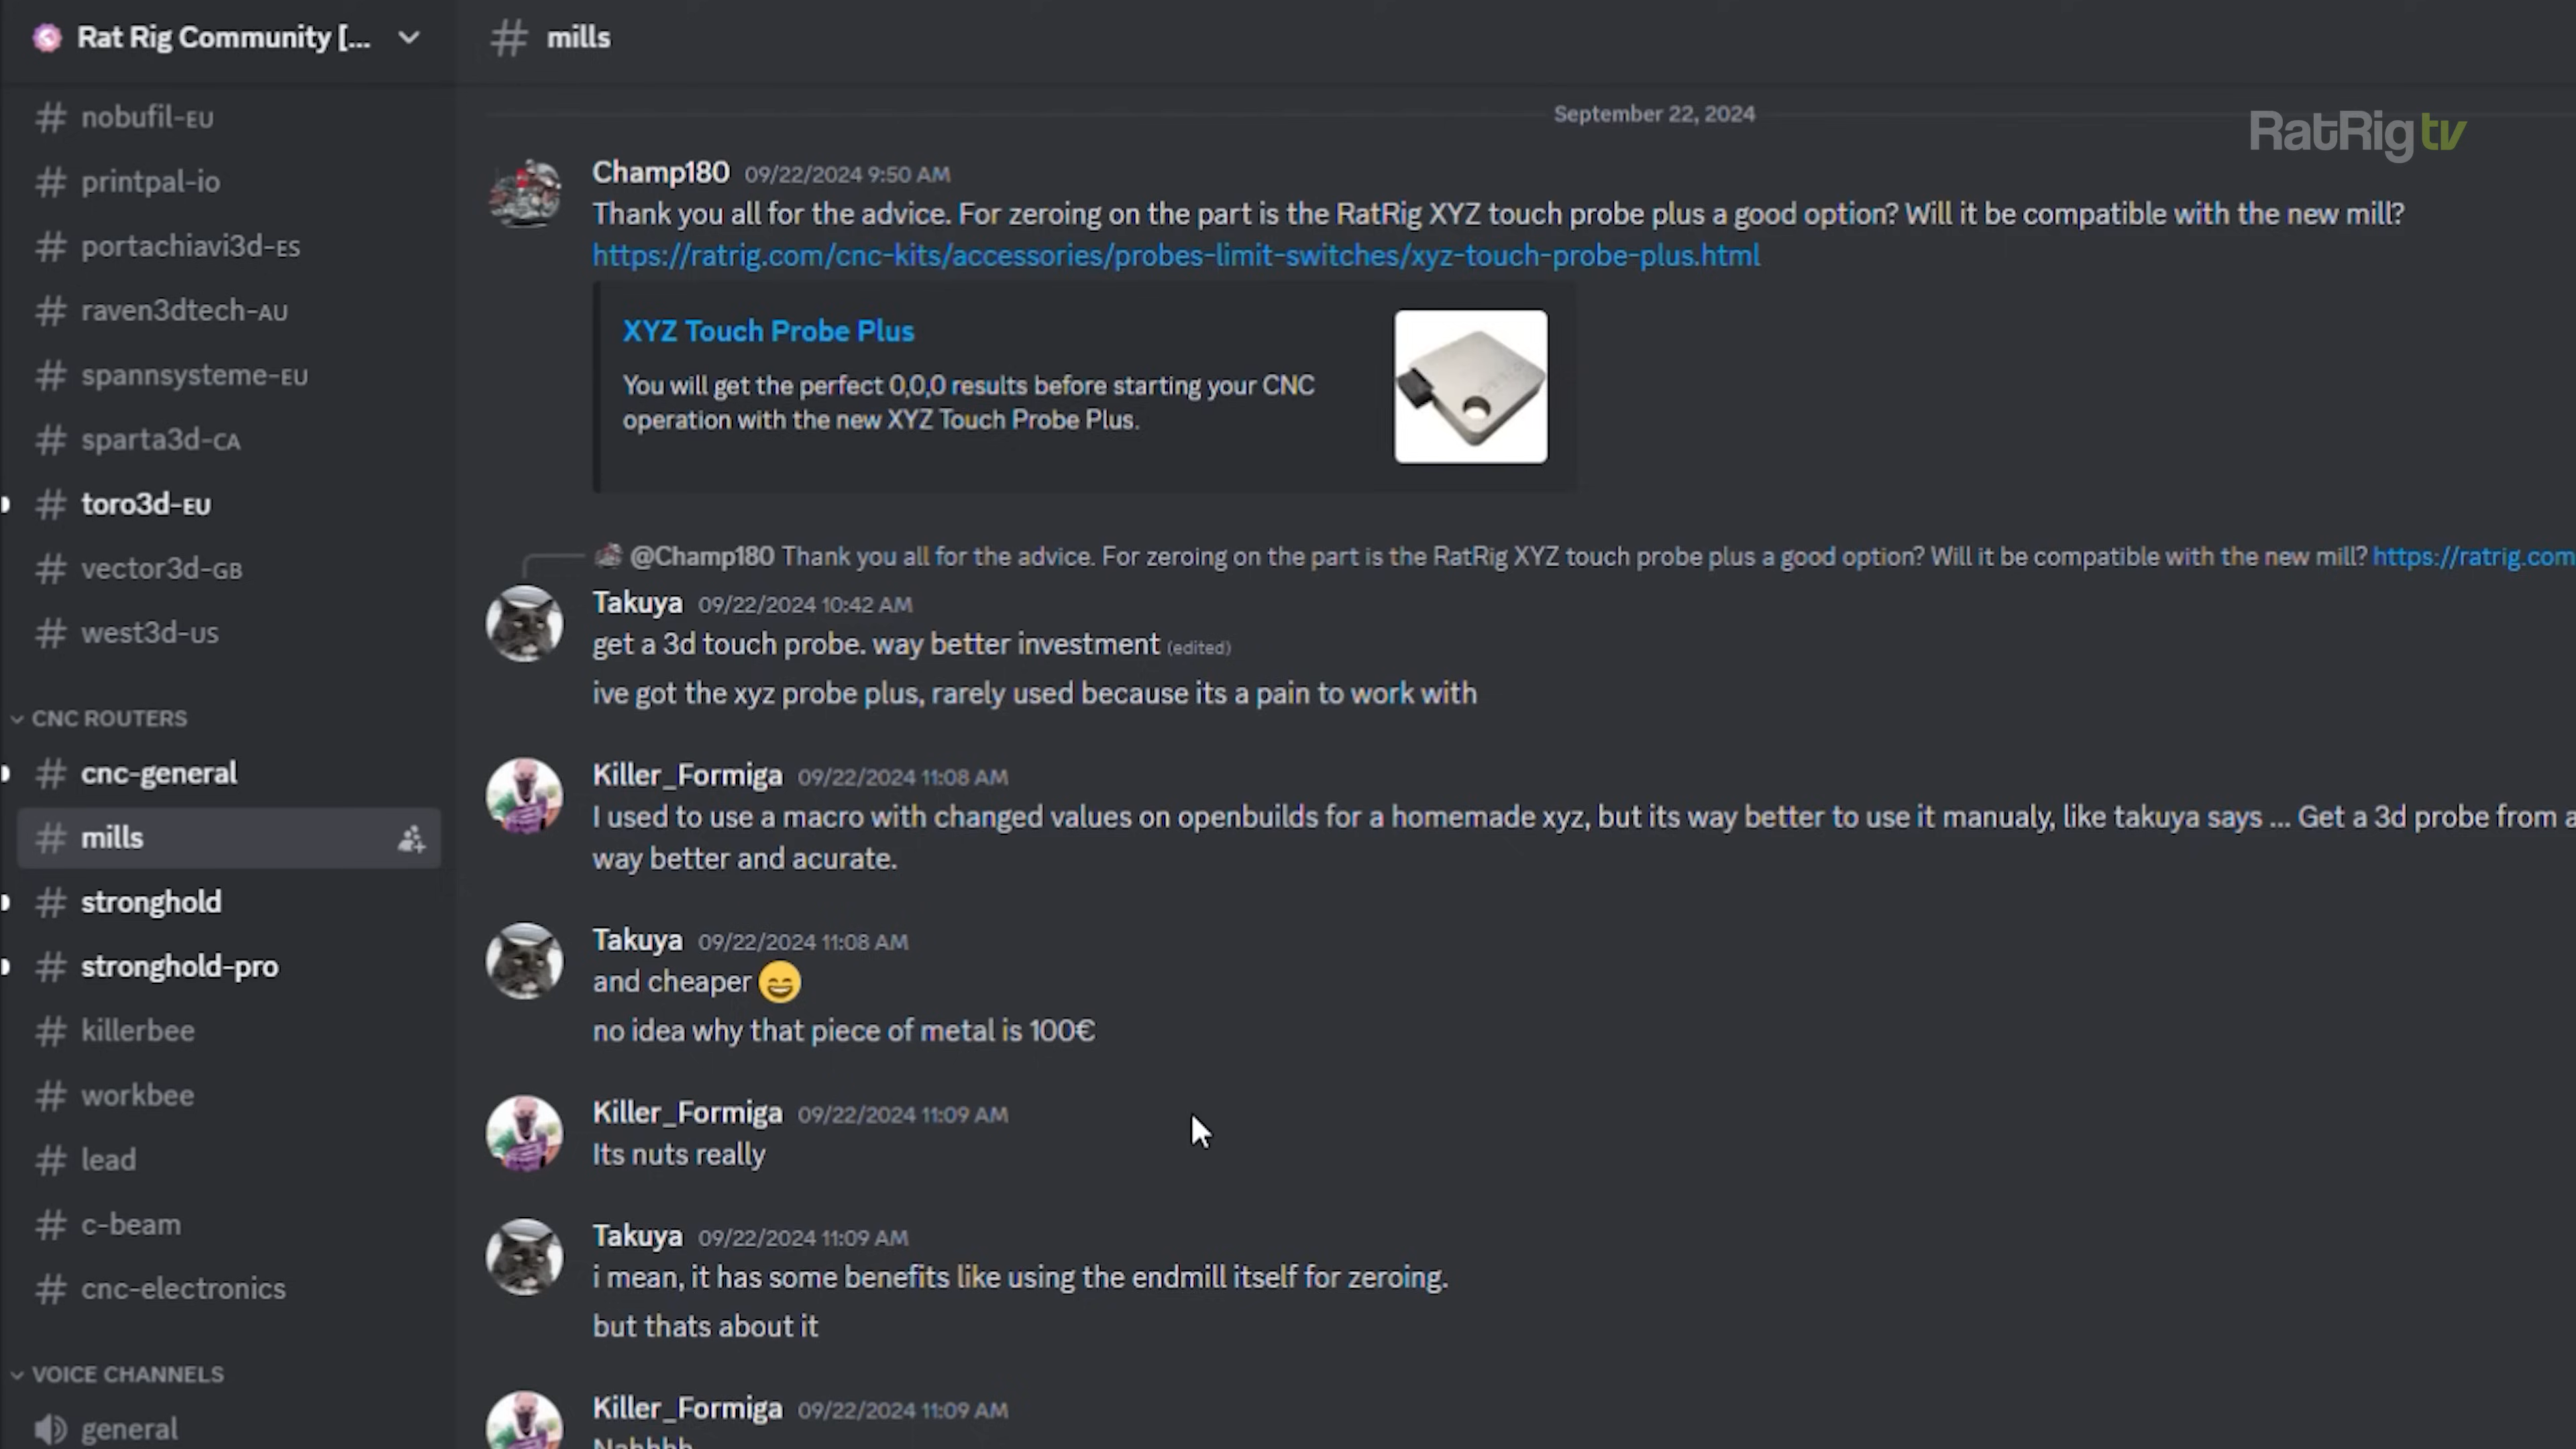 Rat Rig Community [...
# mills
# nobufil-EU
# printpal-io
# portachiavi3d-ES
# raven3dtech-AU
# spannsysteme-EU
# sparta3d-CA
# toro3d-EU
# vector3d-GB
# west3d-US
CNC ROUTERS
# cnc-general
# mills
# stronghold
# stronghold-pro
# killerbee
# workbee
# lead
# c-beam
# cnc-electronics
VOICE CHANNELS
general
September 22, 2024
RatRig tv
Champ180 09/22/2024 9:50 AM
Thank you all for the advice. For zeroing on the part is the RatRig XYZ touch probe plus a good option? Will it be compatible with the new mill?
https://ratrig.com/cnc-kits/accessories/probes-limit-switches/xyz-touch-probe-plus.html
XYZ Touch Probe Plus
You will get the perfect 0,0,0 results before starting your CNC
operation with the new XYZ Touch Probe Plus.
@Champ180 Thank you all for the advice. For zeroing on the part is the RatRig XYZ touch probe plus a good option? Will it be compatible with the new mill? https://ratrig.com
Takuya 09/22/2024 10:42 AM
get a 3d touch probe. way better investment (edited)
ive got the xyz probe plus, rarely used because its a pain to work with
Killer_Formiga 09/22/2024 11:08 AM
I used to use a macro with changed values on openbuilds for a homemade xyz, but its way better to use it manualy, like takuya says ... Get a 3d probe from a
way better and acurate.
Takuya 09/22/2024 11:08 AM
and cheaper 😄
no idea why that piece of metal is 100€
Killer_Formiga 09/22/2024 11:09 AM
Its nuts really
Takuya 09/22/2024 11:09 AM
i mean, it has some benefits like using the endmill itself for zeroing.
but thats about it
Killer_Formiga 09/22/2024 11:09 AM